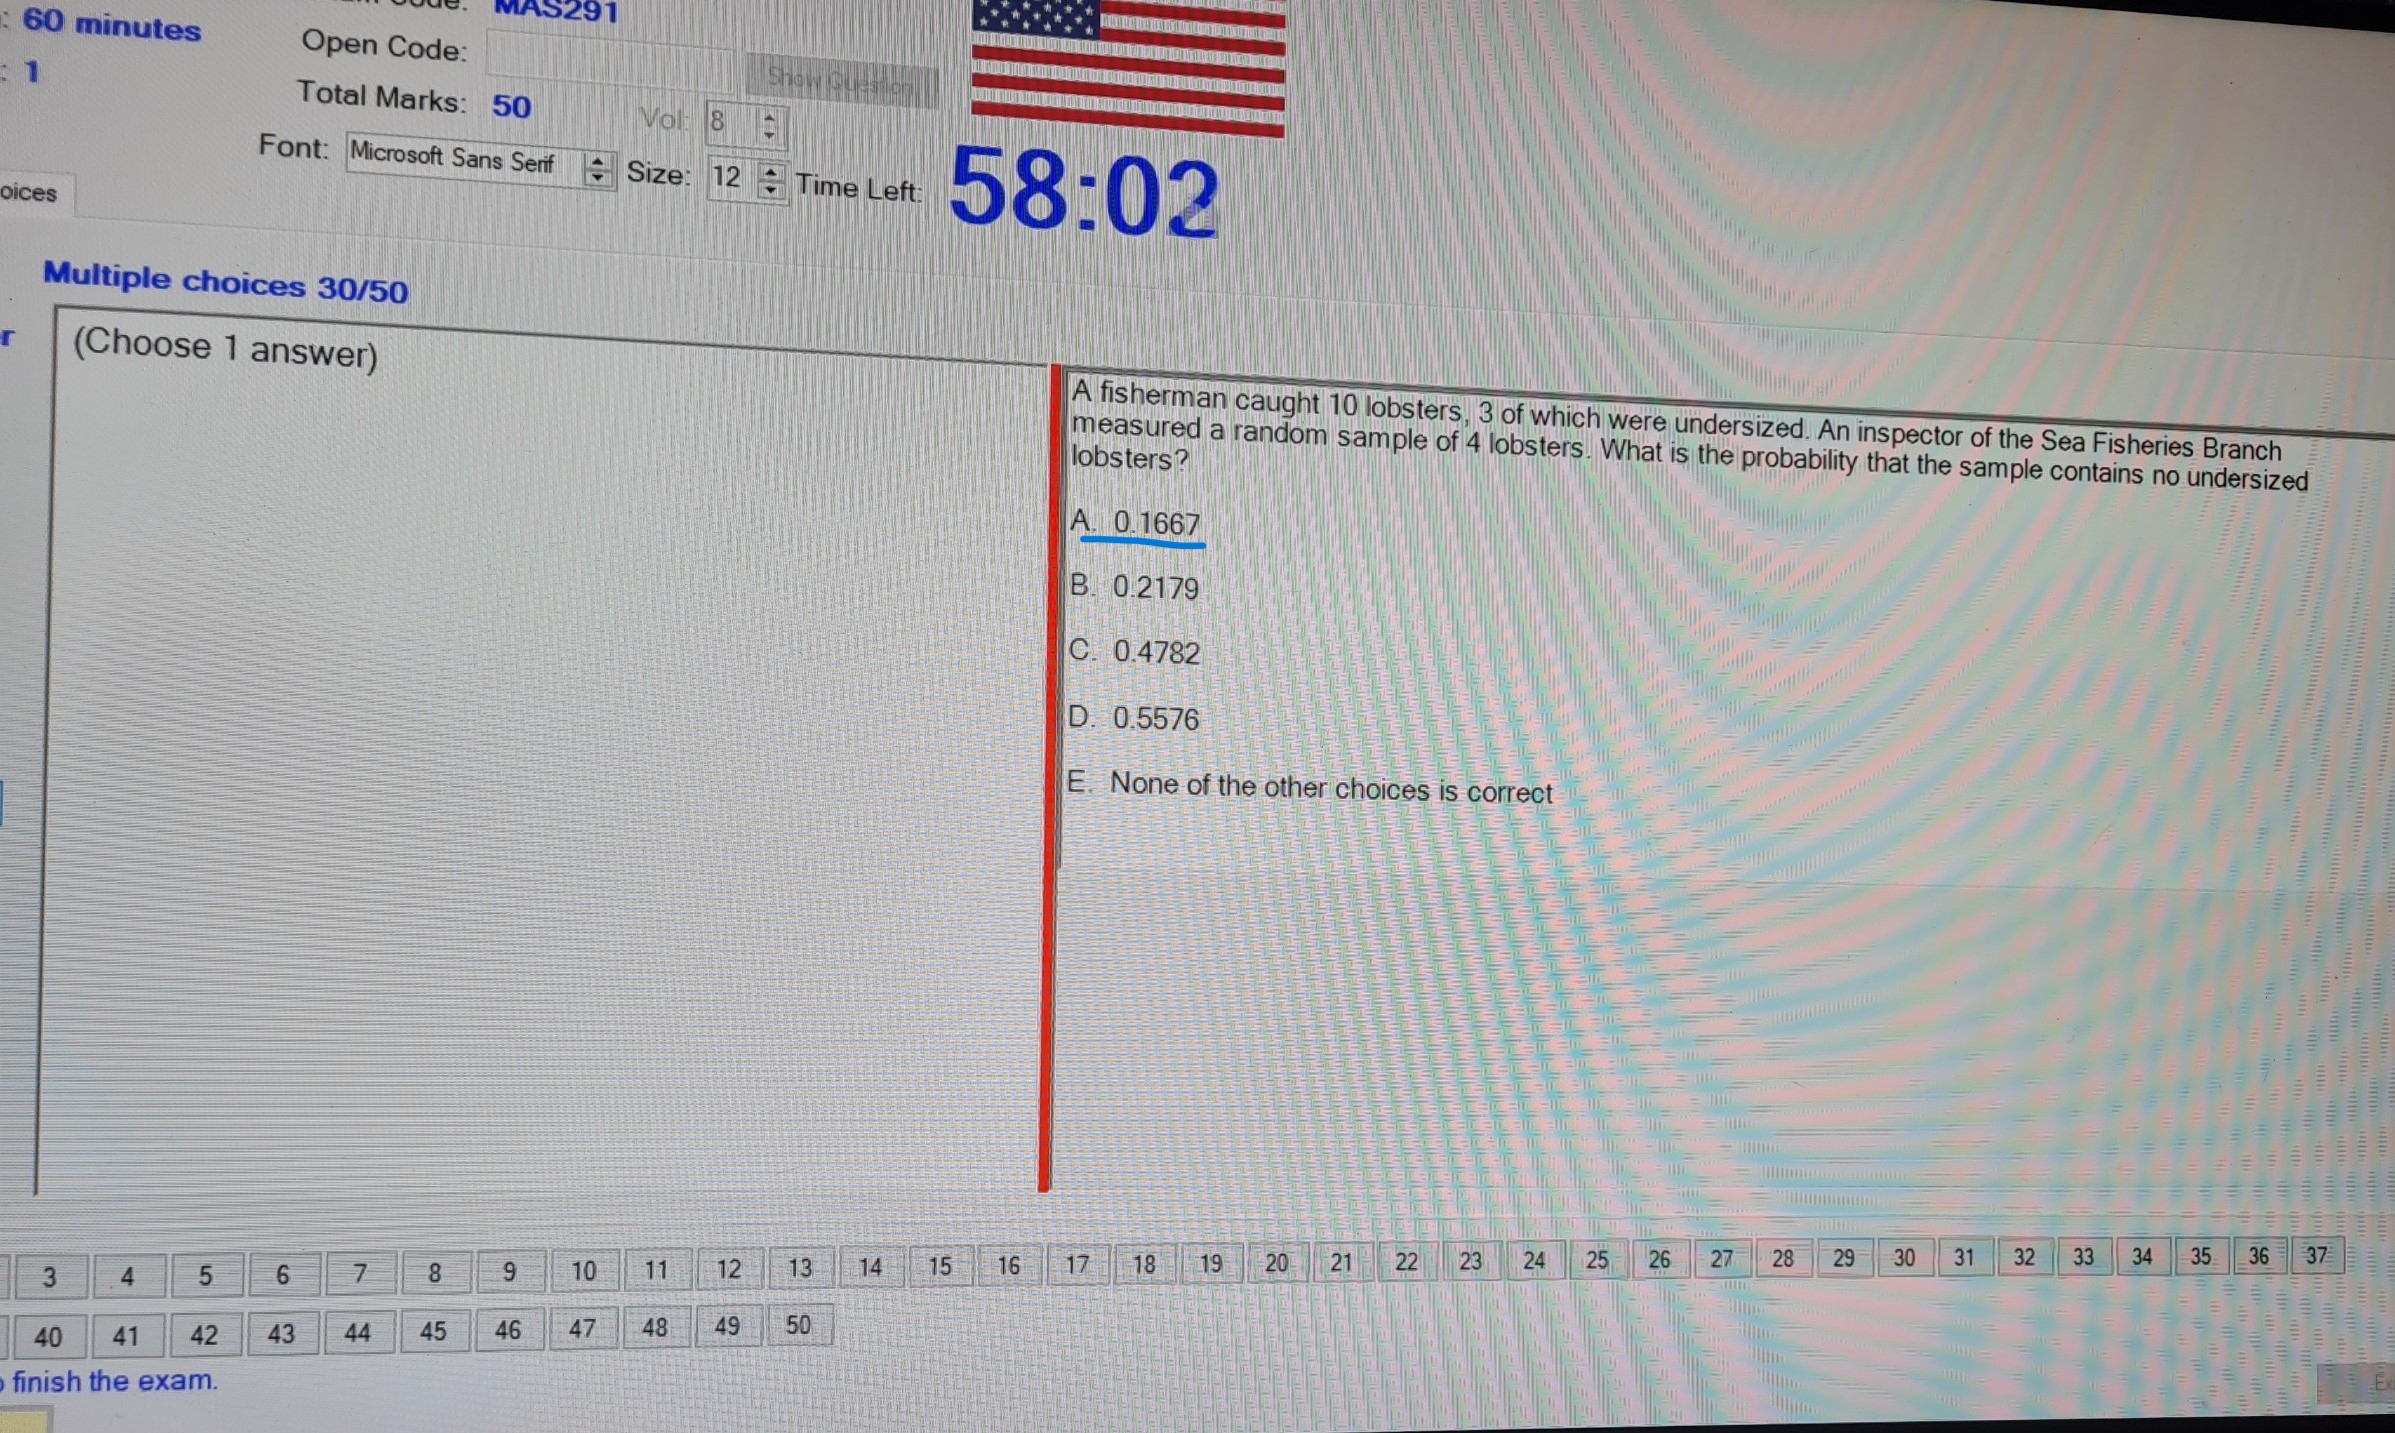 : 60 minutes
MAS291
Open Code:
Show Question
: 1
Total Marks: 50
Vol: 8
Font: Microsoft Sans Serif Size: 12 Time Left: 58:02
oices
Multiple choices 30/50
r
(Choose 1 answer)
A fisherman caught 10 lobsters, 3 of which were undersized. An inspector of the Sea Fisheries Branch
measured a random sample of 4 lobsters. What is the probability that the sample contains no undersized
lobsters?
A. 0.1667
B. 0.2179
C. 0.4782
D. 0.5576
E. None of the other choices is correct
3 4 5 6 7 8 9 10 11 12 13 14 15 16 17 18 19 20 21 22 23 24 25 26 27 28 29 30 31 32 33 34 35 36 37
40 41 42 43 44 45 46 47 48 49 50
finish the exam.